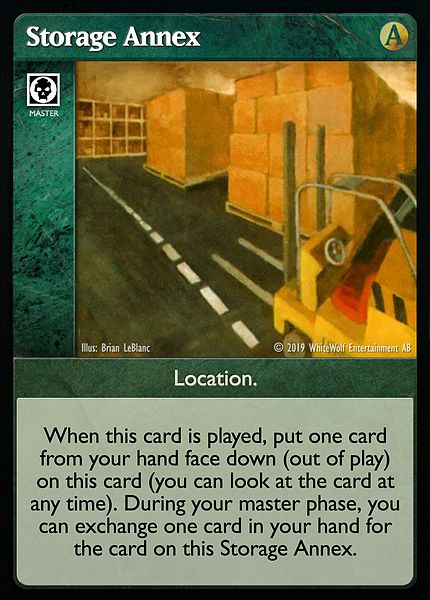 Storage Annex
A
MASTER
Illus: Brian LeBlanc
© 2019 WhiteWolf Entertainment AB
Location.
When this card is played, put one card
from your hand face down (out of play)
on this card (you can look at the card at
any time). During your master phase, you
can exchange one card in your hand for
the card on this Storage Annex.